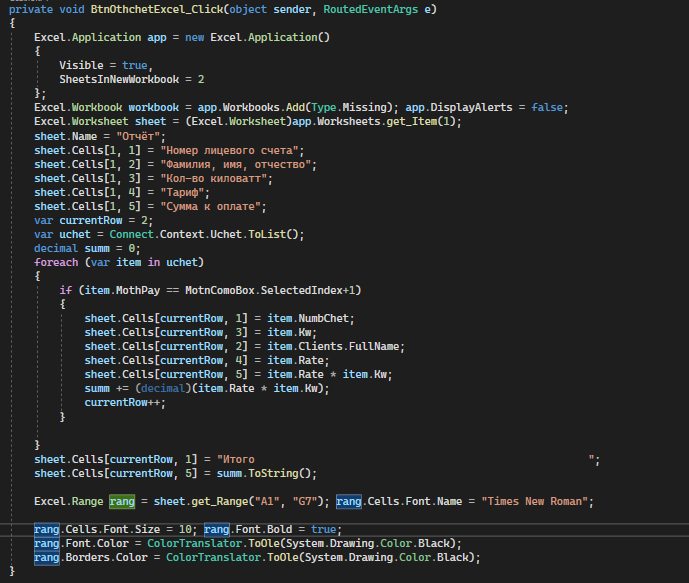 private void BtnOthchetExcel_Click(object sender, RoutedEventArgs e)
{
    Excel.Application app = new Excel.Application()
    {
        Visible = true,
        SheetsInNewWorkbook = 2
    };
    Excel.Workbook workbook = app.Workbooks.Add(Type.Missing); app.DisplayAlerts = false;
    Excel.Worksheet sheet = (Excel.Worksheet)app.Worksheets.get_Item(1);
    sheet.Name = "Отчёт";
    sheet.Cells[1, 1] = "Номер лицевого счета";
    sheet.Cells[1, 2] = "Фамилия, имя, отчество";
    sheet.Cells[1, 3] = "Кол-во киловатт";
    sheet.Cells[1, 4] = "Тариф";
    sheet.Cells[1, 5] = "Сумма к оплате";
    var currentRow = 2;
    var uchet = Connect.Context.Uchet.ToList();
    decimal summ = 0;
    foreach (var item in uchet)
    {
        if (item.MothPay == MotnComoBox.SelectedIndex+1)
        {
            sheet.Cells[currentRow, 1] = item.NumbChet;
            sheet.Cells[currentRow, 3] = item.Kw;
            sheet.Cells[currentRow, 2] = item.Clients.FullName;
            sheet.Cells[currentRow, 4] = item.Rate;
            sheet.Cells[currentRow, 5] = item.Rate * item.Kw;
            summ += (decimal)(item.Rate * item.Kw);
            currentRow++;
        }
    }
    sheet.Cells[currentRow, 1] = "Итого                                                     ";
    sheet.Cells[currentRow, 5] = summ.ToString();
    Excel.Range rang = sheet.get_Range("A1", "G7"); rang.Cells.Font.Name = "Times New Roman";
    rang.Cells.Font.Size = 10; rang.Font.Bold = true;
    rang.Font.Color = ColorTranslator.ToOle(System.Drawing.Color.Black);
    rang.Borders.Color = ColorTranslator.ToOle(System.Drawing.Color.Black);
}